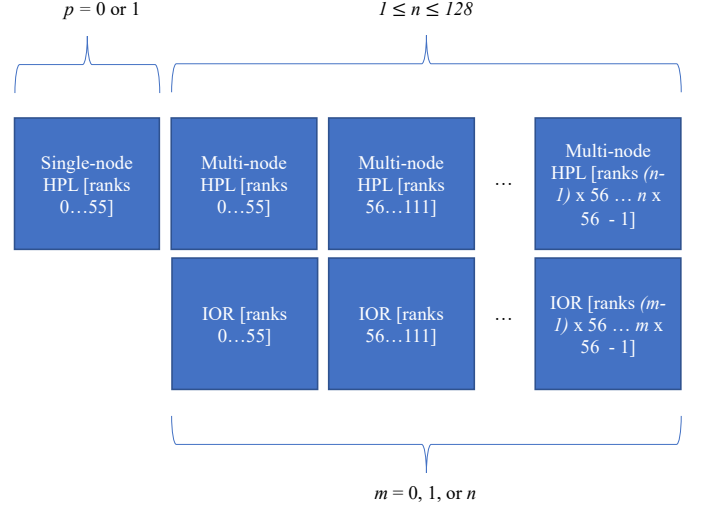 p = 0 or 1
1 ≤ n ≤ 128
Single-node
HPL [ranks
0…55]
Multi-node
HPL [ranks
0…55]
Multi-node
HPL [ranks
56…111]
…
Multi-node
HPL [ranks (n-
1) x 56 … n x
56 - 1]
IOR [ranks
0…55]
IOR [ranks
56…111]
…
IOR [ranks (m-
1) x 56 … m x
56 - 1]
m = 0, 1, or n